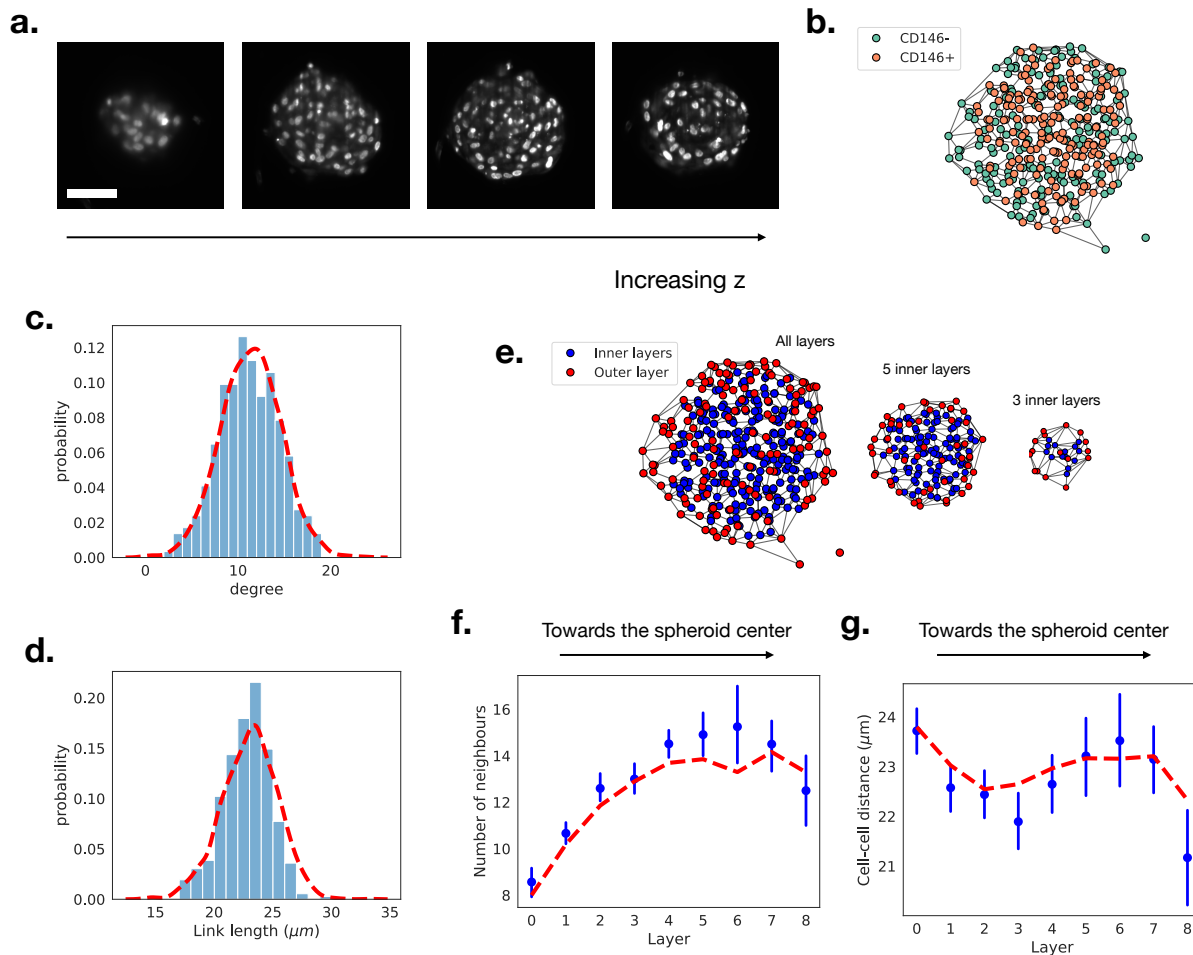 a.
Increasing z
b.
CD146-
CD146+
c.
probability
0.12
0.10
0.08
0.06
0.04
0.02
0.00
0 10 20
degree
d.
probability
0.20
0.15
0.10
0.05
0.00
15 20 25 30 35
Link length (μm)
e.
Inner layers
Outer layer
All layers
5 inner layers
3 inner layers
f.
Towards the spheroid center
Number of neighbours
16
14
12
10
8
0 1 2 3 4 5 6 7 8
Layer
g.
Towards the spheroid center
Cell-cell distance (μm)
24
23
22
21
0 1 2 3 4 5 6 7 8
Layer